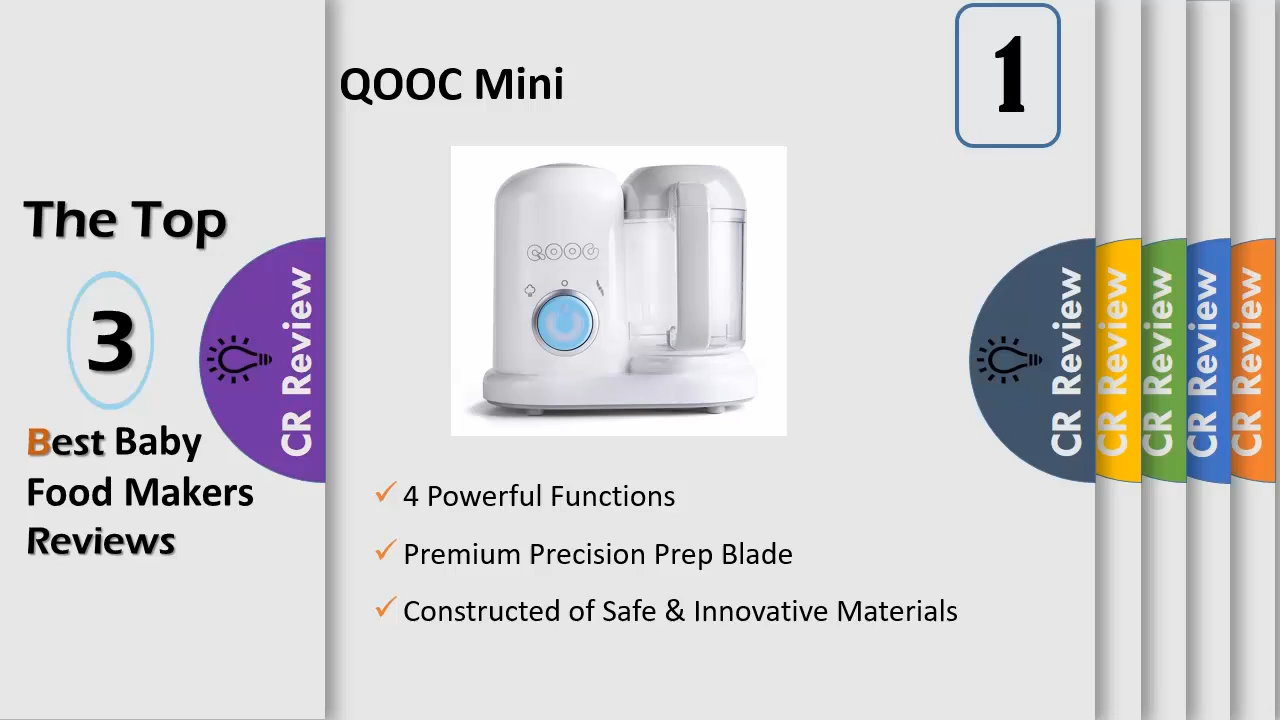 The Top
3
Best Baby
Food Makers
Reviews
CR Review
QOOC Mini
1
QOOC
4 Powerful Functions
Premium Precision Prep Blade
Constructed of Safe & Innovative Materials
CR Review
CR Review
CR Review
CR Review
CR Review